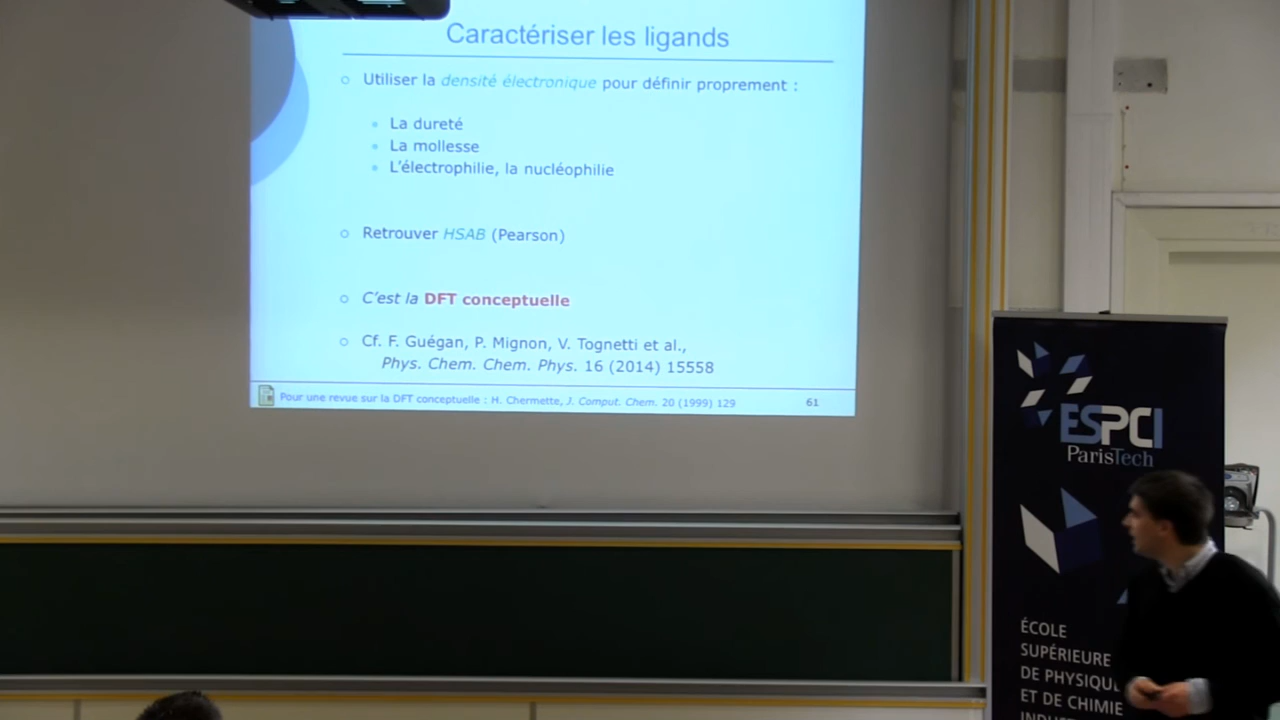 Caractériser les ligands
Utiliser la densité électronique pour définir proprement :
La dureté
La mollesse
L'électrophilie, la nucléophilie
Retrouver HSAB (Pearson)
C'est la DFT conceptuelle
Cf. F. Guégan, P. Mignon, V. Tognetti et al.,
Phys. Chem. Chem. Phys. 16 (2014) 15558
Pour une revue sur la DFT conceptuelle : H. Chermette, J. Comput. Chem. 20 (1999) 129
61
ESPCI
ParisTech
ÉCOLE
SUPÉRIEURE
DE PHYSIQU
ET DE CHIMIE
INDU